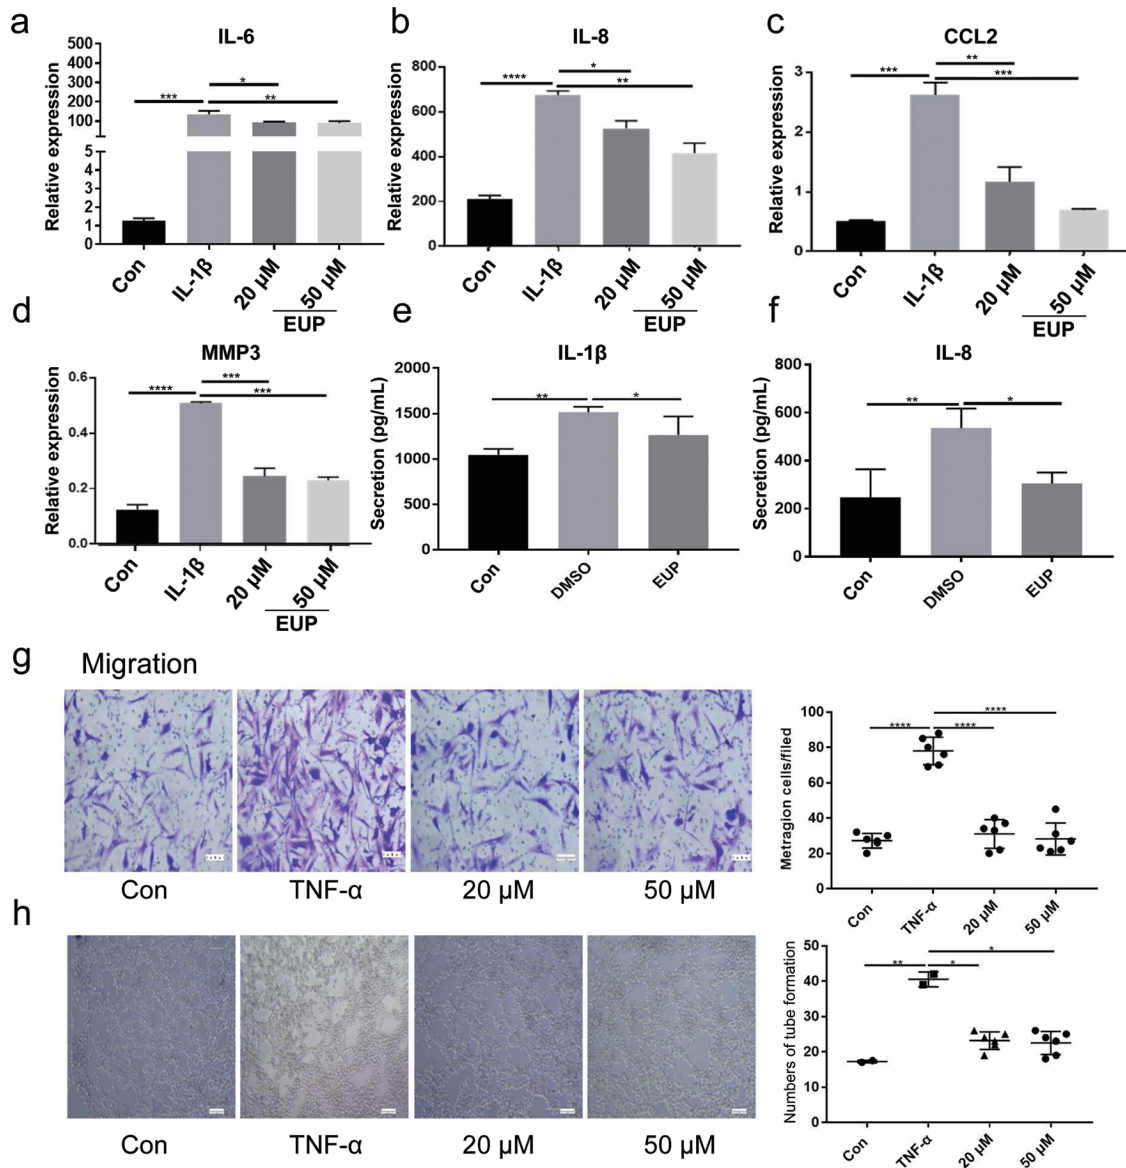 a
IL-6
Relative expression
500
400
300
200
100
5
4
3
2
1
0
***
*
**
Con
IL-1β
20 μM
50 μM
EUP
b
IL-8
Relative expression
800
600
400
200
0
****
*
**
Con
IL-1β
20 μM
50 μM
EUP
c
CCL2
Relative expression
3
2
1
0
***
**
***
Con
IL-1β
20 μM
50 μM
EUP
d
MMP3
Relative expression
0.6
0.4
0.2
0.0
****
***
***
Con
IL-1β
20 μM
50 μM
EUP
e
IL-1β
Secretion (pg/mL)
2000
1500
1000
500
0
**
*
Con
DMSO
EUP
f
IL-8
Secretion (pg/mL)
800
600
400
200
0
**
*
Con
DMSO
EUP
g
Migration
Con
TNF-α
20 μM
50 μM
Metragion cells/filed
100
80
60
40
20
0
****
****
****
Con
TNF-α
20 μM
50 μM
h
Con
TNF-α
20 μM
50 μM
Numbers of tube formation
50
40
30
20
10
0
**
*
*
Con
TNF-α
20 μM
50 μM